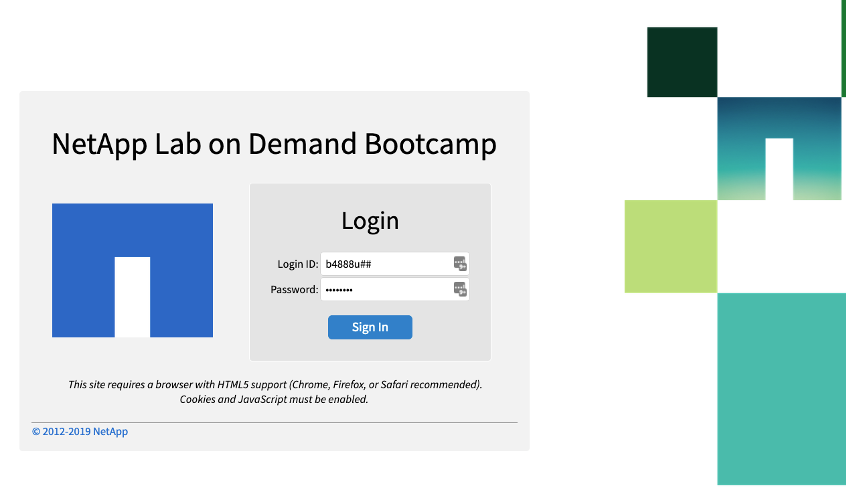 NetApp Lab on Demand Bootcamp
Login
Login ID: b4888u##
Password: ••••••••
Sign In
This site requires a browser with HTML5 support (Chrome, Firefox, or Safari recommended).
Cookies and JavaScript must be enabled.
© 2012-2019 NetApp